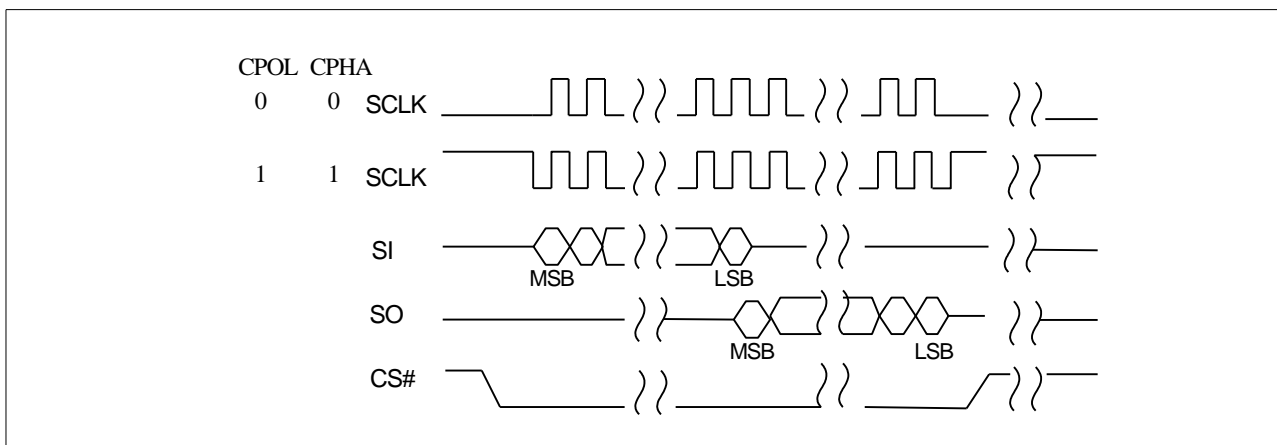 CPOL CPHA
0 0 SCLK
1 1 SCLK
SI
MSB LSB
SO
MSB LSB
CS#